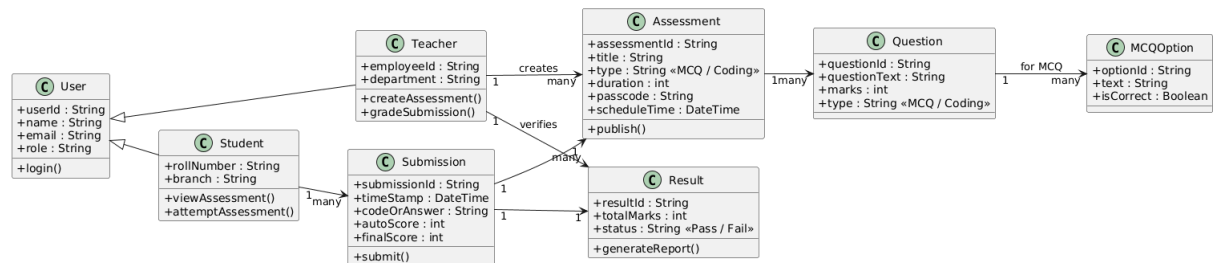 C User
+userId : String
+name : String
+email : String
+role : String
+login()
C Student
+rollNumber : String
+branch : String
+viewAssessment()
+attemptAssessment()
C Teacher
+employeeId : String
+department : String
+createAssessment()
+gradeSubmission()
C Submission
+submissionId : String
+timeStamp : DateTime
+codeOrAnswer : String
+autoScore : int
+finalScore : int
+submit()
C Assessment
+assessmentId : String
+title : String
+type : String «MCQ / Coding»
+duration : int
+passcode : String
+scheduleTime : DateTime
+publish()
C Result
+resultId : String
+totalMarks : int
+status : String «Pass / Fail»
+generateReport()
C Question
+questionId : String
+questionText : String
+marks : int
+type : String «MCQ / Coding»
C MCQOption
+optionId : String
+text : String
+isCorrect : Boolean
1 creates many
1 verifies many
1 many
1 1
1 1
1 many
1 for MCQ many